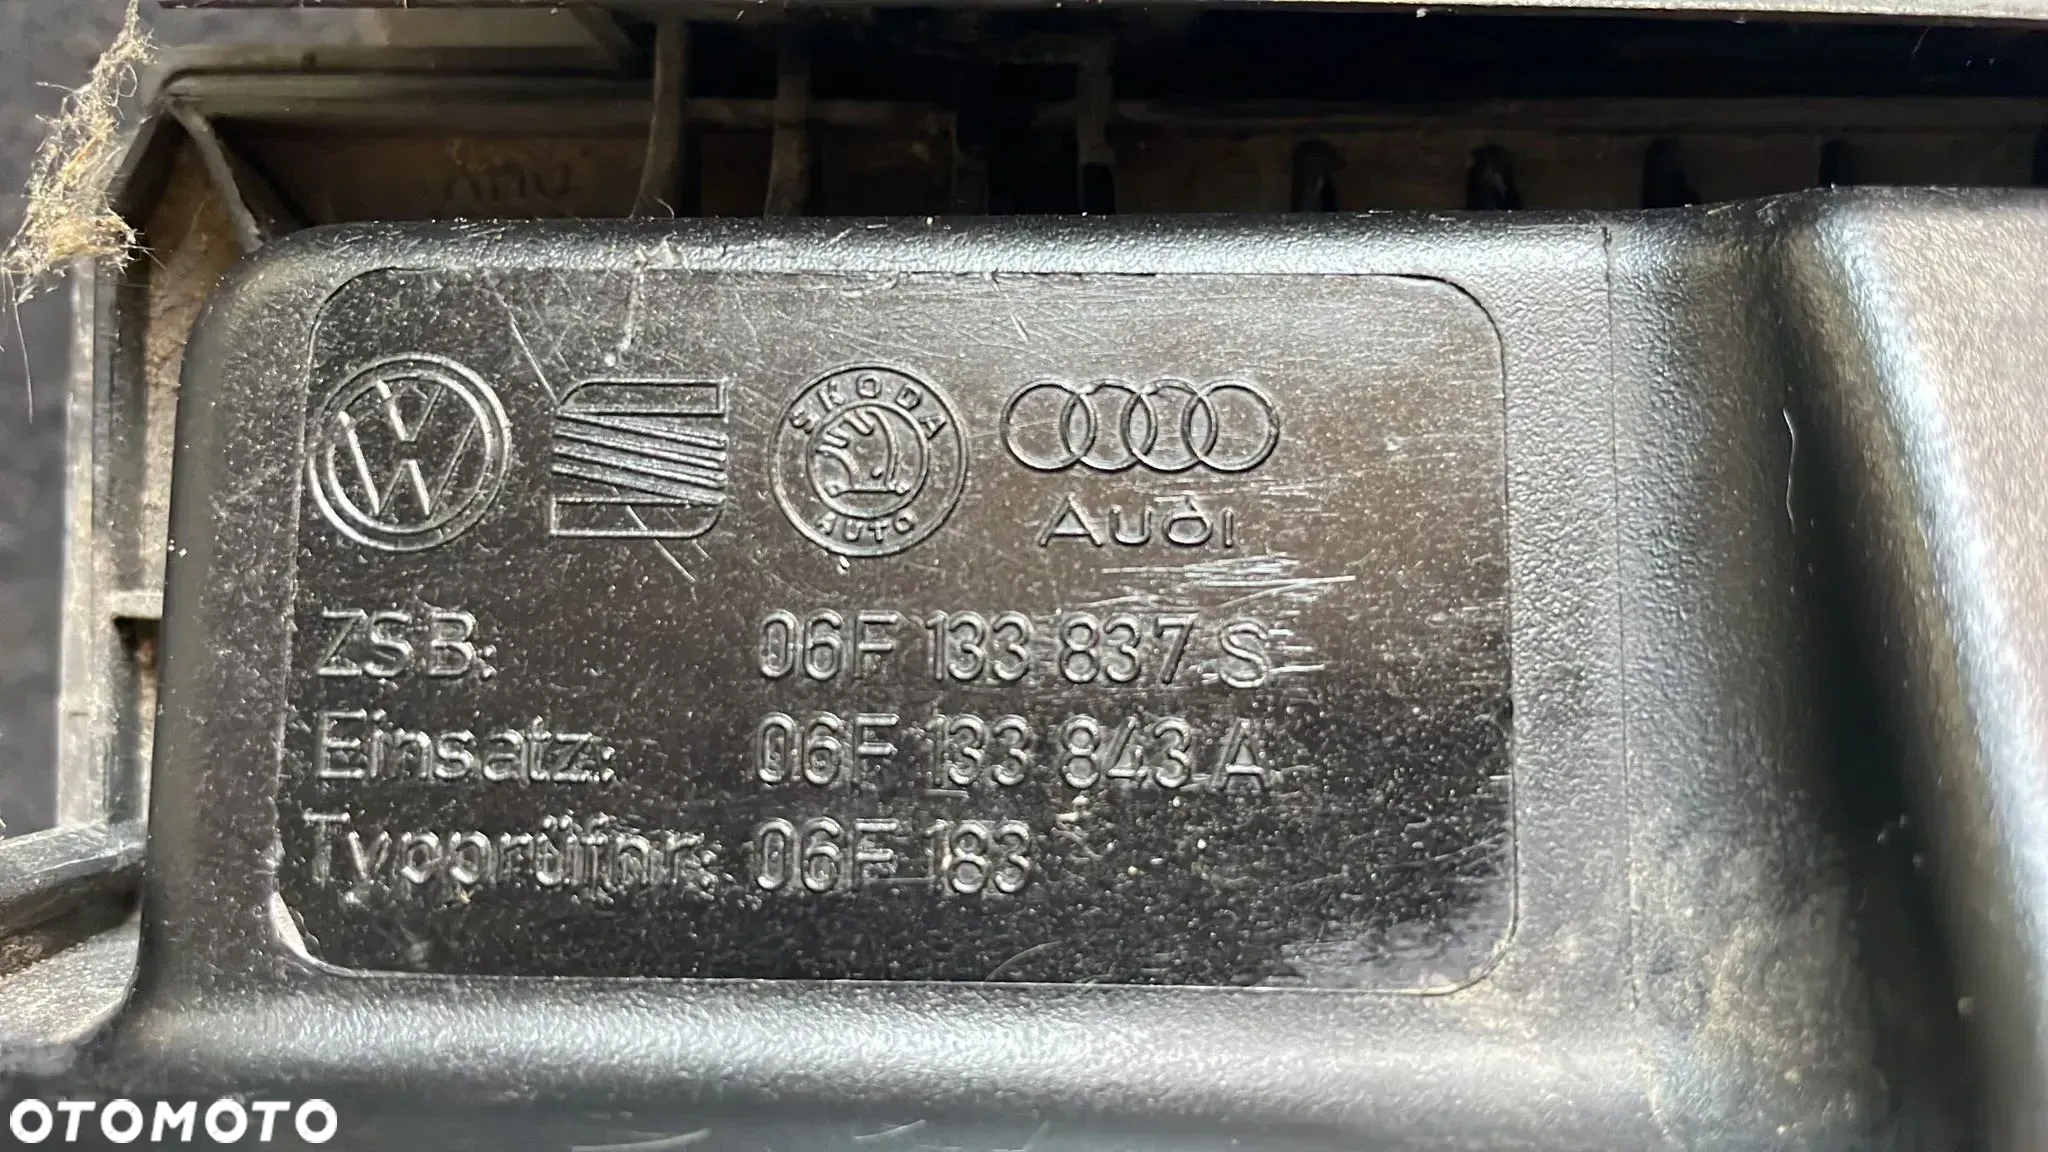 ŠKODA
AUTO
Audi
ZSB: 06F 133 837 S
Einsatz: 06F 133 843 A
Typprüfnr.: 06F 183
OTOMOTO